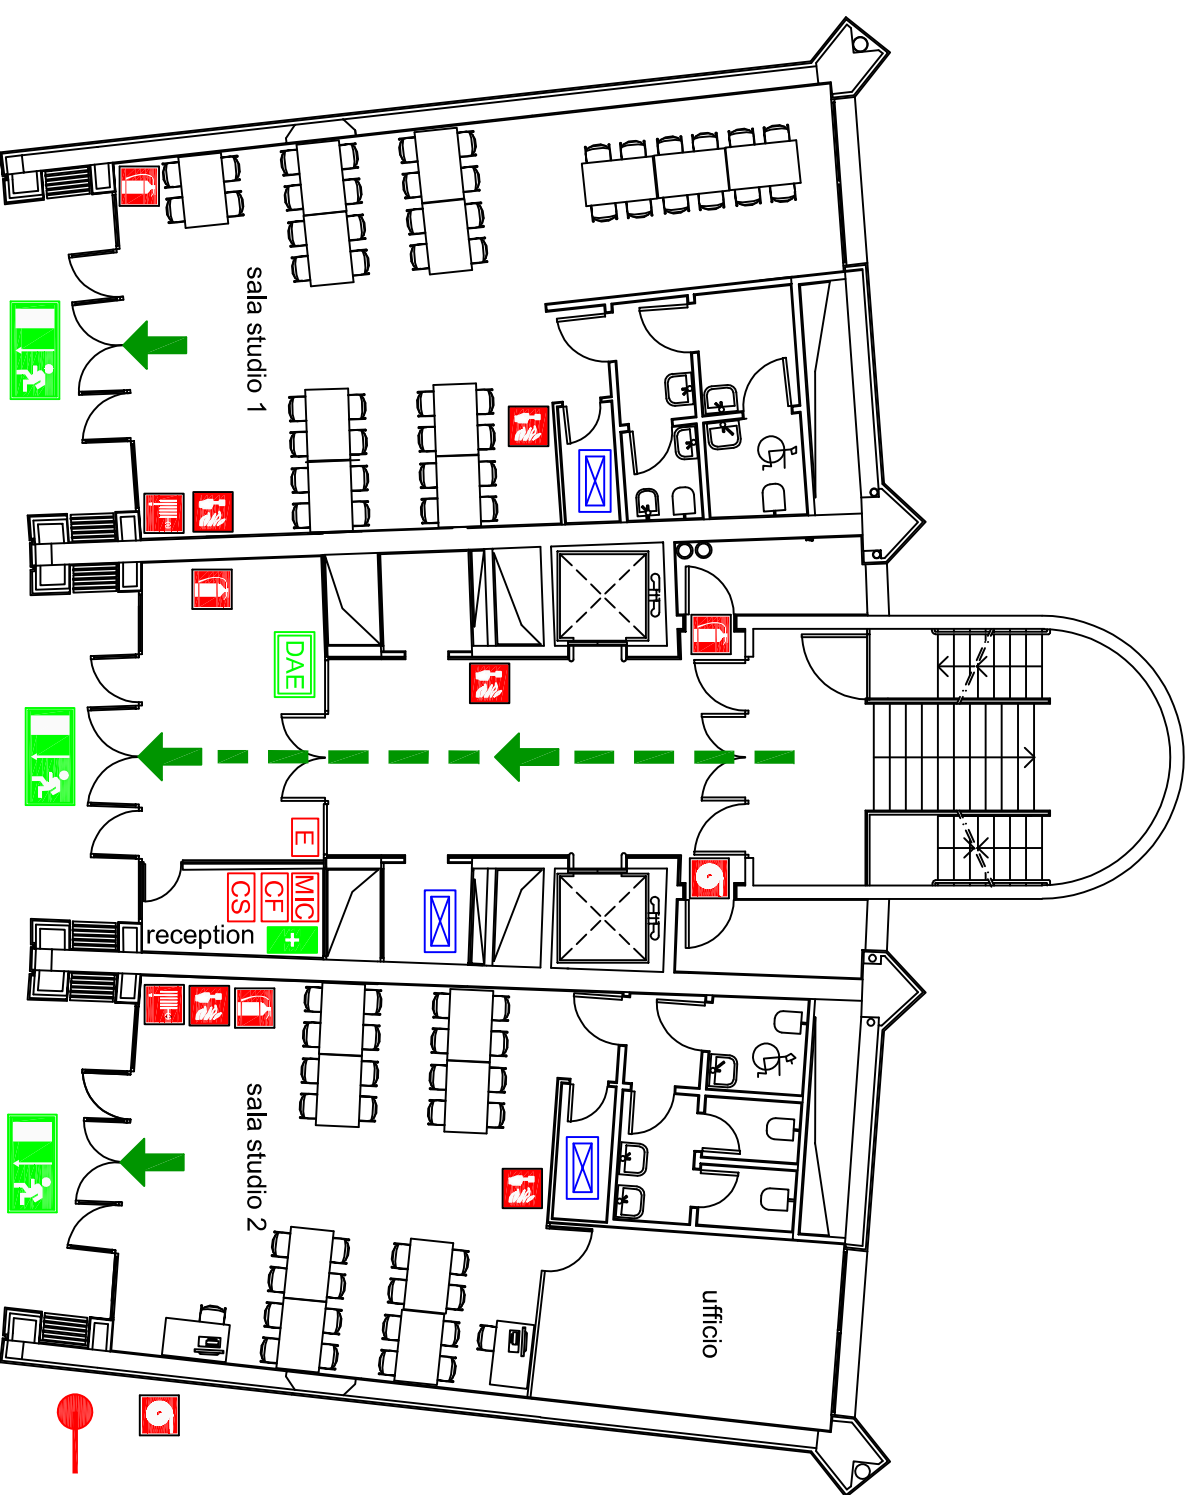 sala studio 1
DAE
E
MIC
CF
CS
reception
sala studio 2
ufficio